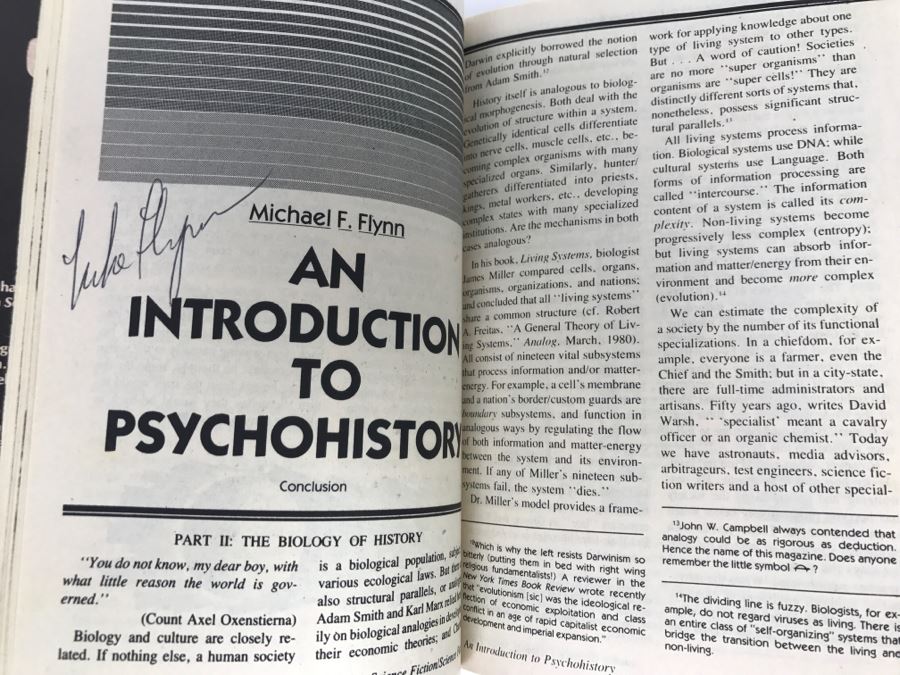 Mike Flynn
Michael F. Flynn
AN
INTRODUCTION
TO
PSYCHOHISTORY
Conclusion
PART II: THE BIOLOGY OF HISTORY
‘‘You do not know, my dear boy, with
what little reason the world is gov-
erned.’’
(Count Axel Oxenstierna)
Biology and culture are closely re-
lated. If nothing else, a human society
is a biological population, subject
various ecological laws. But there
also structural parallels, or
Adam Smith and Karl Marx relied
ily on biological analogies in
their economic theories; and
Science Fiction/Science
Darwin explicitly borrowed the notion
of evolution through natural selection
from Adam Smith.¹²
History itself is analogous to biolog-
ical morphogenesis. Both deal with the
evolution of structure within a system.
Genetically identical cells differentiate
into nerve cells, muscle cells, etc., be-
coming complex organisms with many
specialized organs. Similarly, hunter/
gatherers differentiated into priests,
kings, metal workers, etc., developing
complex states with many specialized
institutions. Are the mechanisms in both
cases analogous?
In his book, Living Systems, biologist
James Miller compared cells, organs,
organisms, organizations, and nations;
and concluded that all ‘‘living systems’’
share a common structure (cf. Robert
A. Freitas, ‘‘A General Theory of Liv-
ing Systems,’’ Analog, March, 1980).
All consist of nineteen vital subsystems
that process information and/or matter-
energy. For example, a cell's membrane
and a nation's border/custom guards are
boundary subsystems, and function in
analogous ways by regulating the flow
of both information and matter-energy
between the system and its environ-
ment. If any of Miller's nineteen sub-
systems fail, the system ‘‘dies.’’
Dr. Miller's model provides a frame-
Which is why the left resists Darwinism so
bitterly (putting them in bed with right wing
religious fundamentalists!) A reviewer in the
New York Times Book Review wrote recently
that "evolutionism [sic] was the ideological re-
flection of economic exploitation and class
conflict in an age of rapid capitalist economic
development and imperial expansion."
An Introduction to Psychohistory
work for applying knowledge about one
type of living system to other types.
But . . . A word of caution! Societies
are no more ‘‘super organisms’’ than
organisms are ‘‘super cells!’’ They are
distinctly different sorts of systems that,
nonetheless, possess significant struc-
tural parallels.¹³
All living systems process informa-
tion. Biological systems use DNA; while
cultural systems use Language. Both
forms of information processing are
called ‘‘intercourse.’’ The information
content of a system is called its com-
plexity. Non-living systems become
progressively less complex (entropy);
but living systems can absorb infor-
mation and matter/energy from their en-
vironment and become more complex
(evolution).¹⁴
We can estimate the complexity of
a society by the number of its functional
specializations. In a chiefdom, for ex-
ample, everyone is a farmer, even the
Chief and the Smith; but in a city-state,
there are full-time administrators and
artisans. Fifty years ago, writes David
Warsh, ‘‘ ‘specialist’ meant a cavalry
officer or an organic chemist.’’ Today
we have astronauts, media advisors,
arbitrageurs, test engineers, science fic-
tion writers and a host of other special-
¹³John W. Campbell always contended that
analogy could be as rigorous as deduction.
Hence the name of this magazine. Does anyone
remember the little symbol ?
¹⁴The dividing line is fuzzy. Biologists, for ex-
ample, do not regard viruses as living. There is
an entire class of "self-organizing" systems that
bridge the transition between the living and
non-living.